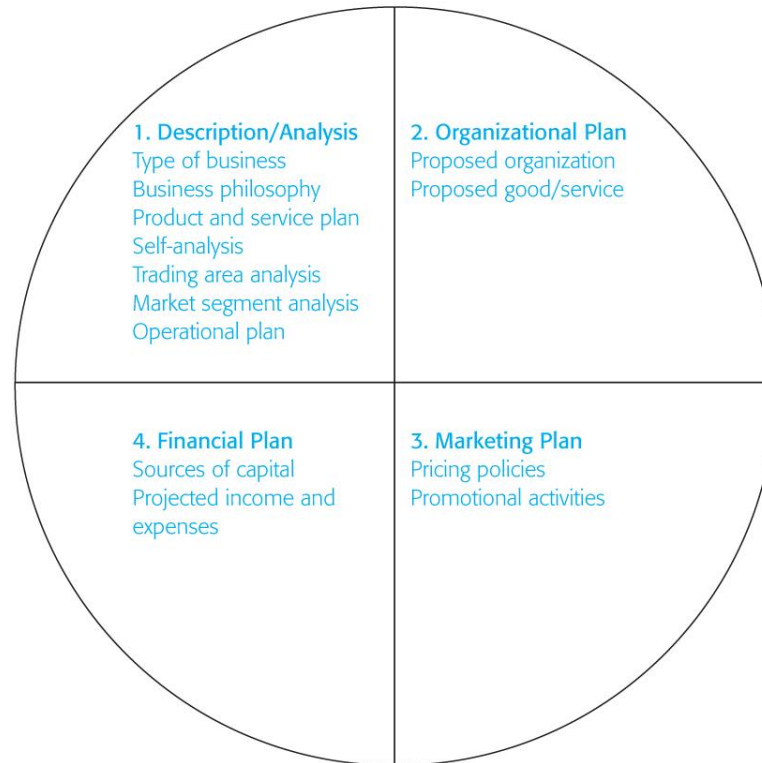 1. Description/Analysis
Type of business
Business philosophy
Product and service plan
Self-analysis
Trading area analysis
Market segment analysis
Operational plan
2. Organizational Plan
Proposed organization
Proposed good/service
3. Marketing Plan
Pricing policies
Promotional activities
4. Financial Plan
Sources of capital
Projected income and
expenses